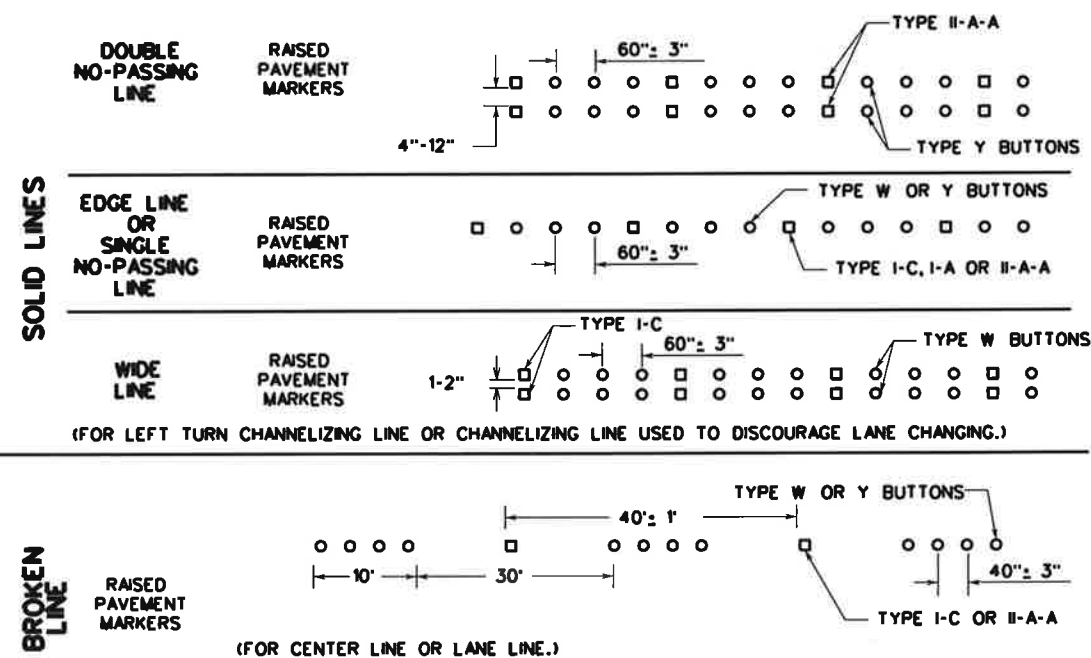 SOLID LINES
DOUBLE
NO-PASSING
LINE
RAISED
PAVEMENT
MARKERS
60"± 3"
TYPE II-A-A
4"-12"
TYPE Y BUTTONS
EDGE LINE
OR
SINGLE
NO-PASSING
LINE
RAISED
PAVEMENT
MARKERS
60"± 3"
TYPE W OR Y BUTTONS
TYPE I-C, I-A OR II-A-A
WIDE
LINE
RAISED
PAVEMENT
MARKERS
1-2"
TYPE I-C
60"± 3"
TYPE W BUTTONS
(FOR LEFT TURN CHANNELIZING LINE OR CHANNELIZING LINE USED TO DISCOURAGE LANE CHANGING.)
BROKEN
LINE
RAISED
PAVEMENT
MARKERS
10'
30'
40'± 1'
TYPE W OR Y BUTTONS
40"± 3"
TYPE I-C OR II-A-A
(FOR CENTER LINE OR LANE LINE.)